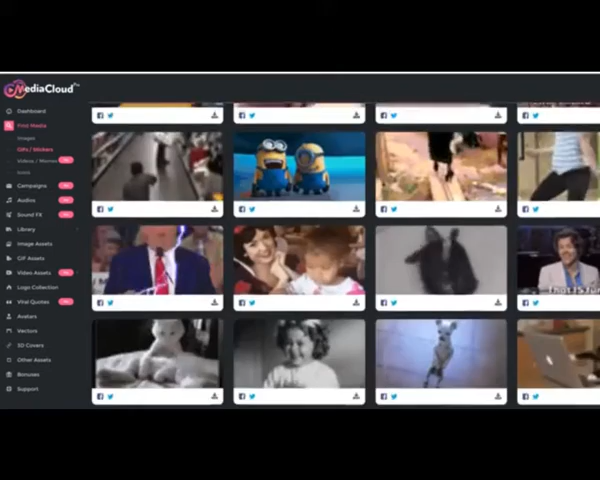 MediaCloud
Dashboard
Find Media
Images
GIFs / Stickers
Videos / Movies
Icons
Campaigns
Audios
Sound FX
Library
Image Assets
GIF Assets
Video Assets
Logo Collection
Viral Quotes
Avatars
Vectors
3D Covers
Other Assets
Bonuses
Support